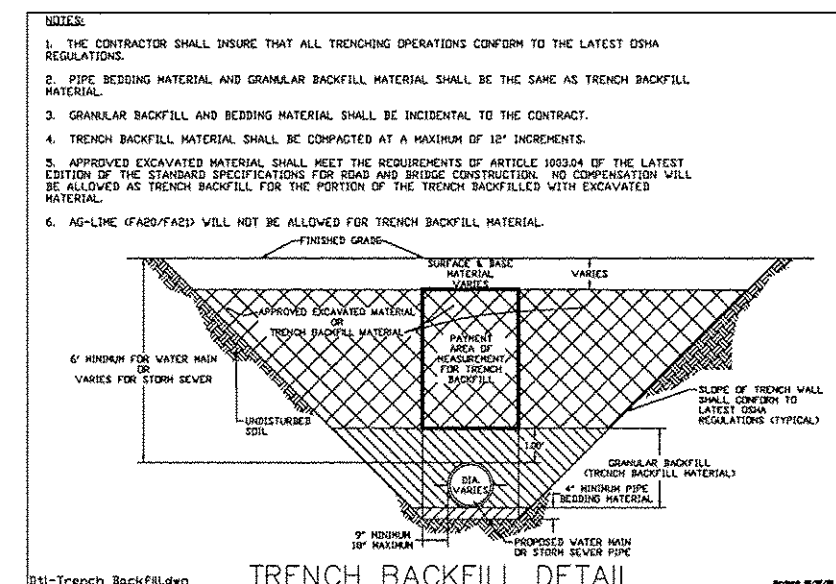 NOTES:
1. THE CONTRACTOR SHALL INSURE THAT ALL TRENCHING OPERATIONS CONFORM TO THE LATEST OSHA
REGULATIONS.
2. PIPE BEDDING MATERIAL AND GRANULAR BACKFILL MATERIAL SHALL BE THE SAME AS TRENCH BACKFILL
MATERIAL.
3. GRANULAR BACKFILL AND BEDDING MATERIAL SHALL BE INCIDENTAL TO THE CONTRACT.
4. TRENCH BACKFILL MATERIAL SHALL BE COMPACTED AT A MAXIMUM OF 12" INCREMENTS.
5. APPROVED EXCAVATED MATERIAL SHALL MEET THE REQUIREMENTS OF ARTICLE 1003.04 OF THE LATEST
EDITION OF THE STANDARD SPECIFICATIONS FOR ROAD AND BRIDGE CONSTRUCTION. NO COMPENSATION WILL
BE ALLOWED AS TRENCH BACKFILL FOR THE PORTION OF THE TRENCH BACKFILLED WITH EXCAVATED
MATERIAL.
6. AG-LIME (FA20/FA21) WILL NOT BE ALLOWED FOR TRENCH BACKFILL MATERIAL.
FINISHED GRADE
SURFACE & BASE
MATERIAL
VARIES
VARIES
APPROVED EXCAVATED MATERIAL
OR
TRENCH BACKFILL MATERIAL
PAYMENT
AREA OF
MEASUREMENT
FOR TRENCH
BACKFILL
6' MINIMUM FOR WATER MAIN
OR
VARIES FOR STORM SEWER
UNDISTURBED
SOIL
SLOPE OF TRENCH WALL
SHALL CONFORM TO
LATEST OSHA
REGULATIONS (TYPICAL)
1.00'
GRANULAR BACKFILL
(TRENCH BACKFILL MATERIAL)
DIA.
VARIES
4" MINIMUM PIPE
BEDDING MATERIAL
9" MINIMUM
18" MAXIMUM
PROPOSED WATER MAIN
OR STORM SEWER PIPE
TRENCH BACKFILL DETAIL
Dtl-Trench Backfill.dwn